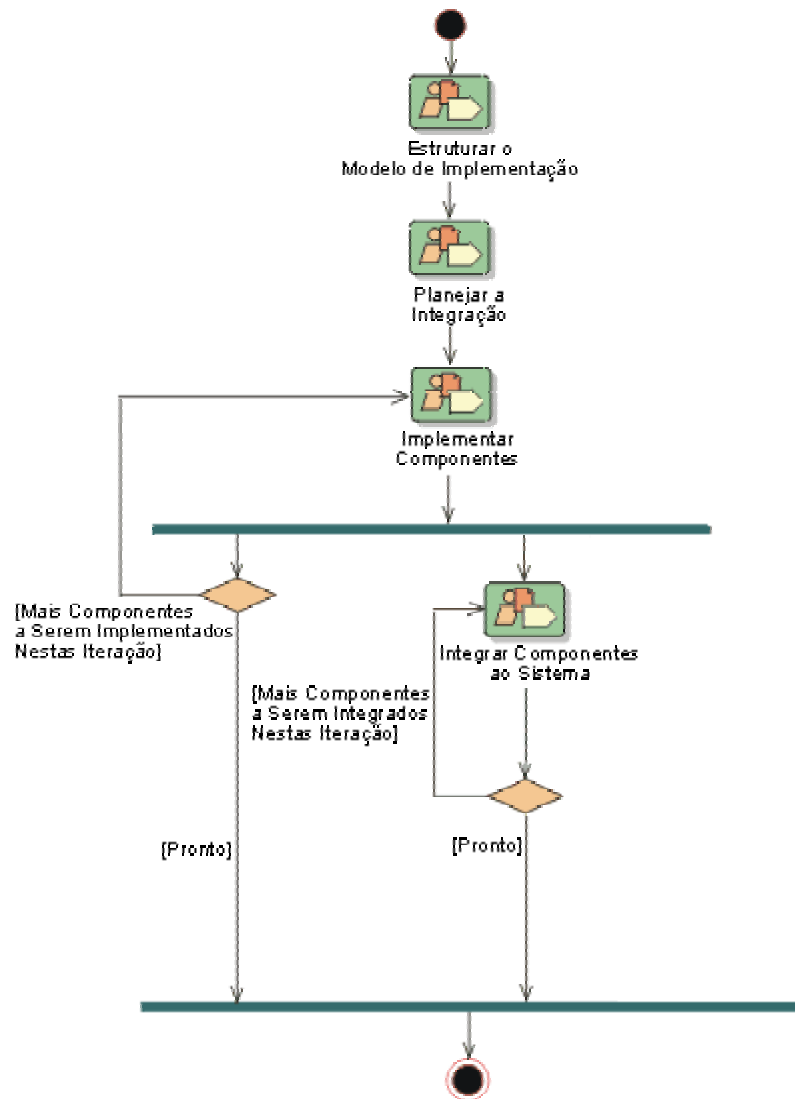 Estruturar o
Modelo de Implementação
Planejar a
Integração
Implementar
Componentes
[Mais Componentes
a Serem Implementados
Nestas Iteração]
Integrar Componentes
ao Sistema
[Mais Componentes
a Serem Integrados
Nestas Iteração]
[Pronto]
[Pronto]